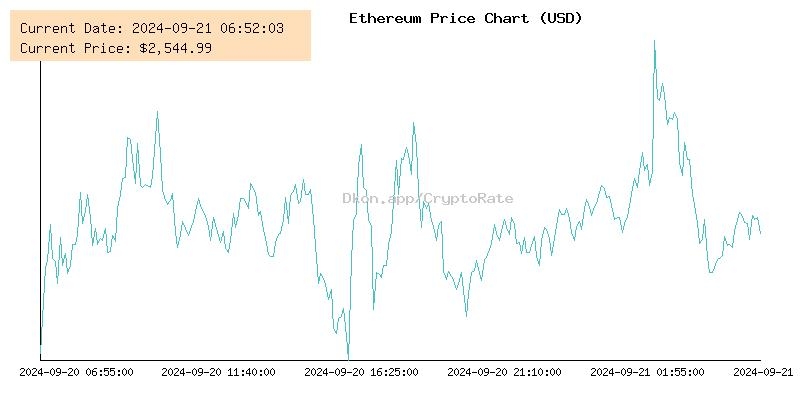 Ethereum Price Chart (USD)
Current Date: 2024-09-21 06:52:03
Current Price: $2,544.99
Dkon.app/CryptoRate
2024-09-20 06:55:00 2024-09-20 11:40:00 2024-09-20 16:25:00 2024-09-20 21:10:00 2024-09-21 01:55:00 2024-09-21